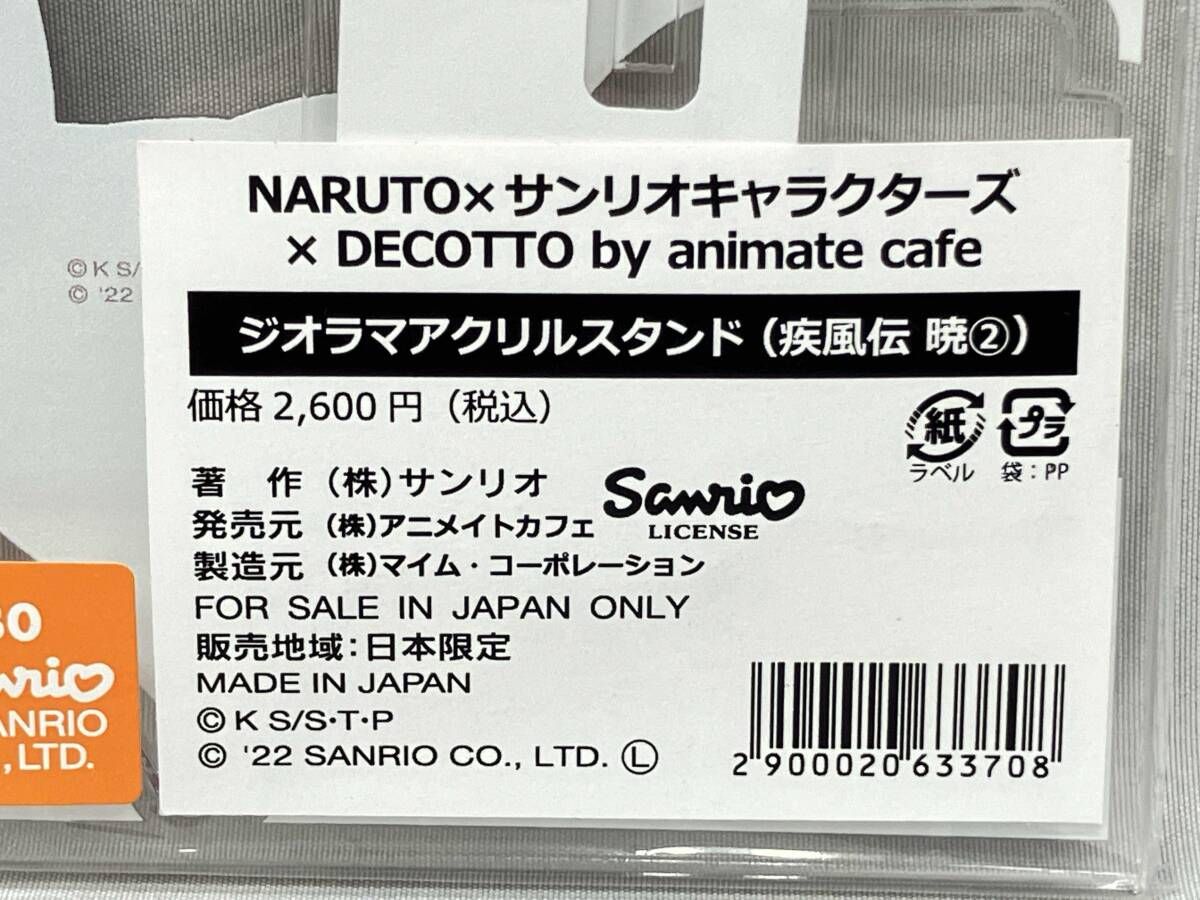 NARUTO×サンリオキャラクターズ
× DECOTTO by animate cafe
ジオラマアクリルスタンド（疾風伝 暁②）
価格 2,600 円（税込）
紙
ラベル
プラ
袋：PP
著 作（株）サンリオ
Sanrio
LICENSE
発売元（株）アニメイトカフェ
製造元（株）マイム・コーポレーション
FOR SALE IN JAPAN ONLY
販売地域：日本限定
MADE IN JAPAN
©K S/S・T・P
© '22 SANRIO CO., LTD. Ⓛ
2 900020 633708
©K S/
© '22
, LTD.